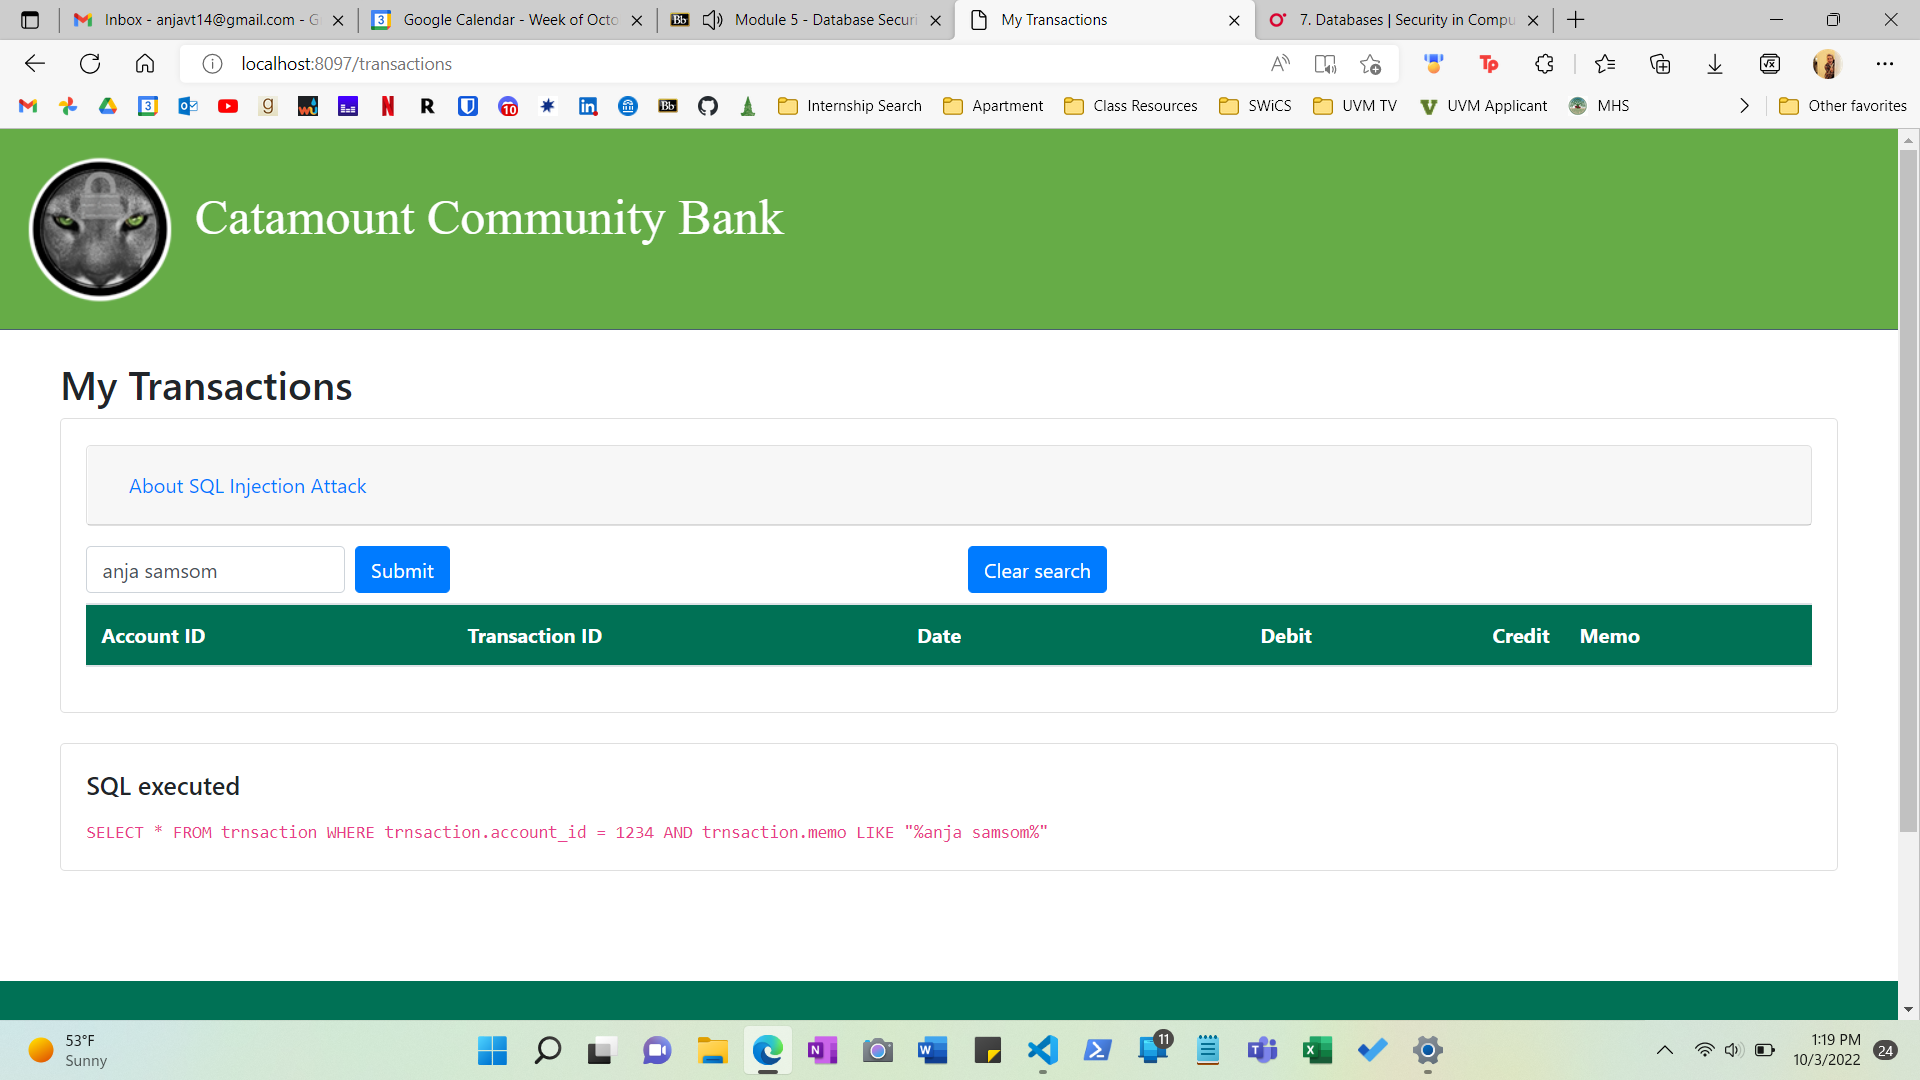 Inbox - anjavt14@gmail.com - G
Google Calendar - Week of Octo
Module 5 - Database Securi
My Transactions
7. Databases | Security in Compu
localhost:8097/transactions
Internship Search
Apartment
Class Resources
SWiCS
UVM TV
UVM Applicant
MHS
Other favorites
Catamount Community Bank
My Transactions
About SQL Injection Attack
anja samsom
Submit
Clear search
Account ID Transaction ID Date Debit Credit Memo
SQL executed
SELECT * FROM trnsaction WHERE trnsaction.account_id = 1234 AND trnsaction.memo LIKE "%anja samsom%"
53°F
Sunny
11
1:19 PM
10/3/2022
24